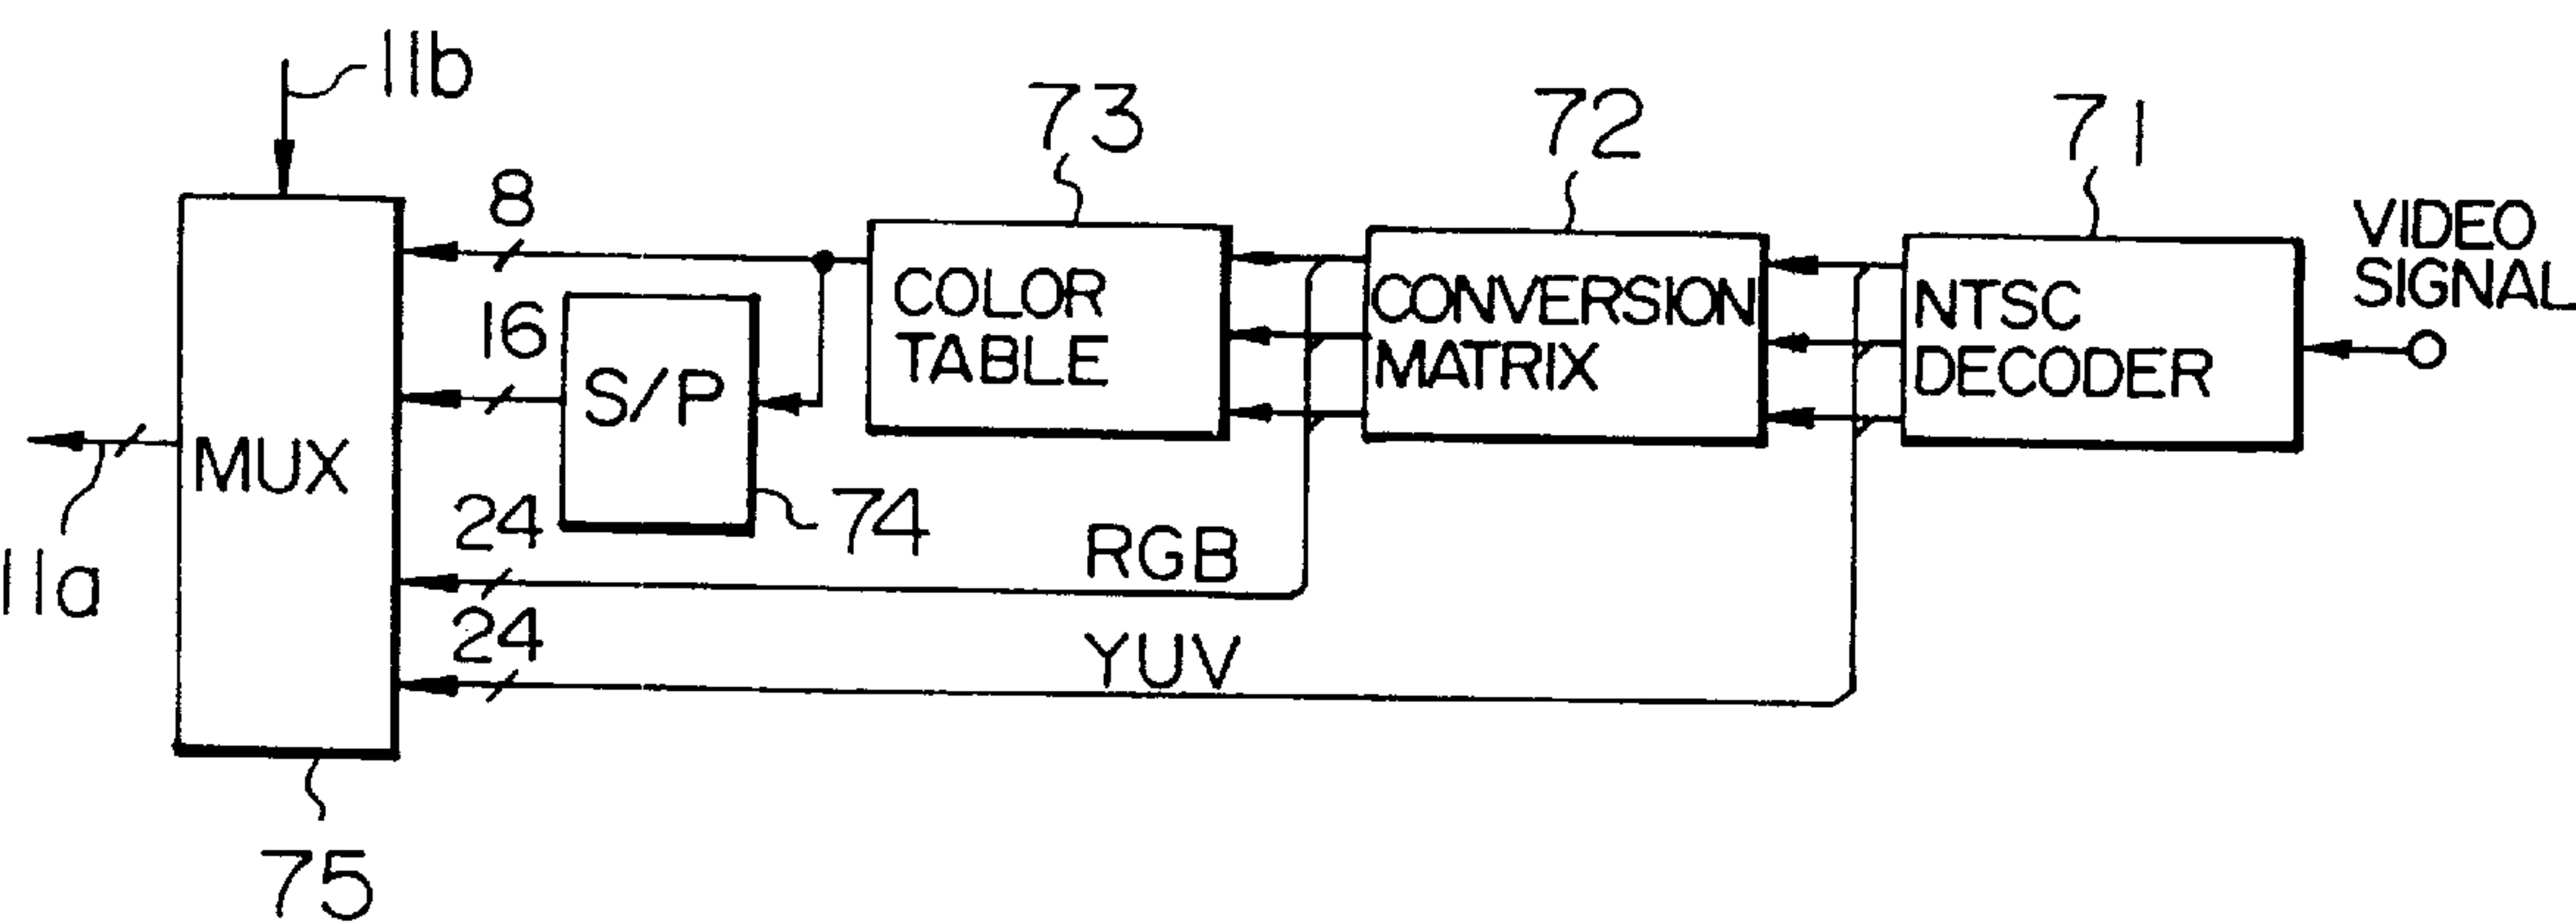 11b
73
72
71
8
VIDEO
SIGNAL
COLOR
TABLE
CONVERSION
MATRIX
NTSC
DECODER
16
S/P
MUX
74
24
RGB
11a
24
YUV
75